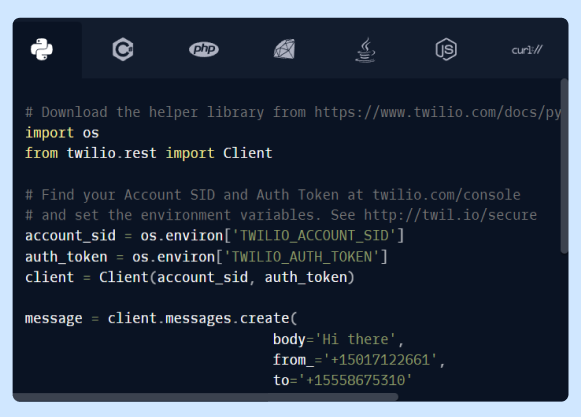 php
JS
curl://
# Download the helper library from https://www.twilio.com/docs/py
import os
from twilio.rest import Client
# Find your Account SID and Auth Token at twilio.com/console
# and set the environment variables. See http://twil.io/secure
account_sid = os.environ['TWILIO_ACCOUNT_SID']
auth_token = os.environ['TWILIO_AUTH_TOKEN']
client = Client(account_sid, auth_token)
message = client.messages.create(
body='Hi there',
from_='+15017122661',
to='+15558675310'